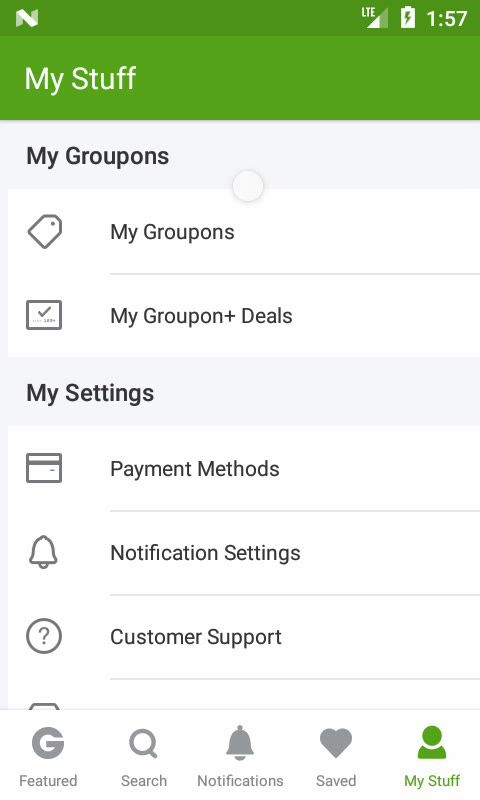 LTE 1:57
My Stuff
My Groupons
My Groupons
My Groupon+ Deals
My Settings
Payment Methods
Notification Settings
?
Customer Support
G
Featured
Search
Notifications
Saved
My Stuff